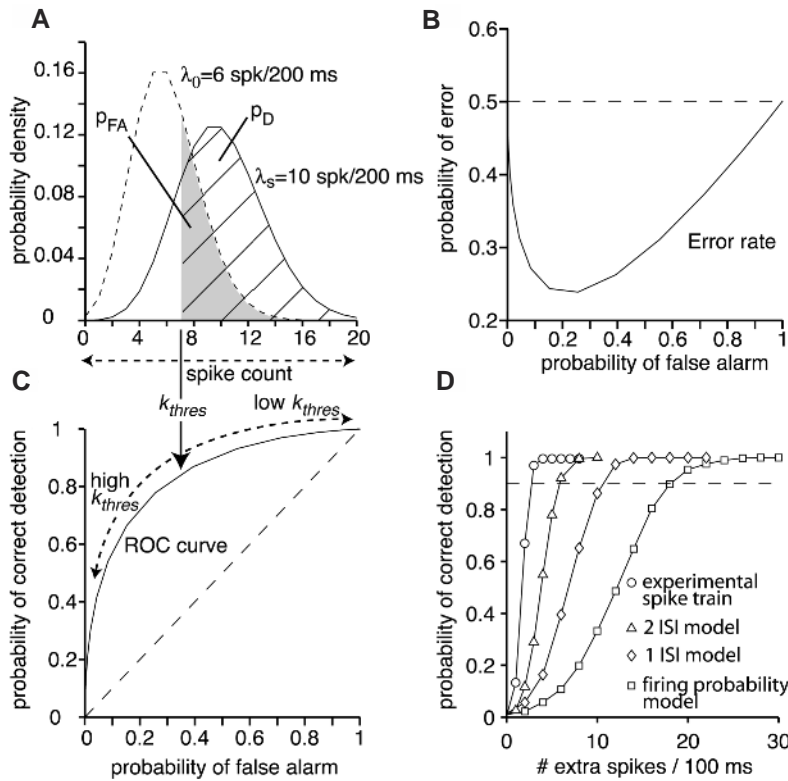 A
probability density
0.16
0.12
0.08
0.04
0
λ0=6 spk/200 ms
pFA
pD
λs=10 spk/200 ms
0 4 8 12 16 20
spike count
B
probability of error
0.5
0.4
0.3
0.2
Error rate
0 0.2 0.4 0.6 0.8 1
probability of false alarm
C
kthres
low kthres
high
kthres
ROC curve
probability of correct detection
1
0.8
0.6
0.4
0.2
0
0 0.2 0.4 0.6 0.8 1
probability of false alarm
D
probability of correct detection
1
0.8
0.6
0.4
0.2
0
experimental
spike train
2 ISI model
1 ISI model
firing probability
model
0 10 20 30
# extra spikes / 100 ms